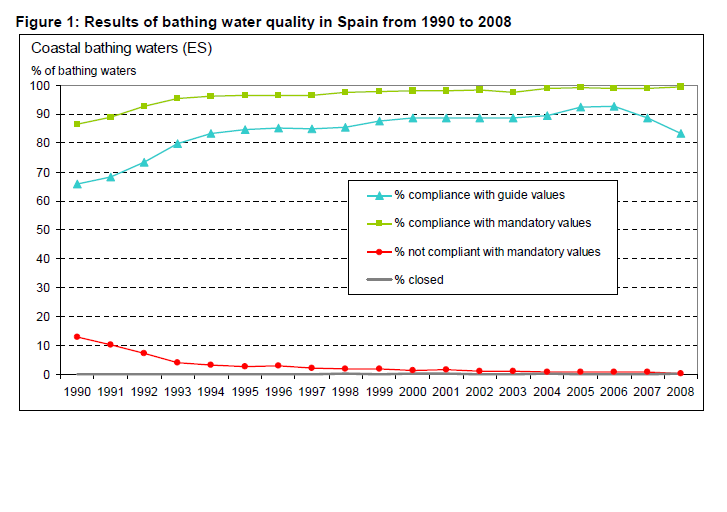 Figure 1: Results of bathing water quality in Spain from 1990 to 2008
Coastal bathing waters (ES)
% of bathing waters
100
90
80
70
60
50
40
30
20
10
0
% compliance with guide values
% compliance with mandatory values
% not compliant with mandatory values
% closed
1990 1991 1992 1993 1994 1995 1996 1997 1998 1999 2000 2001 2002 2003 2004 2005 2006 2007 2008